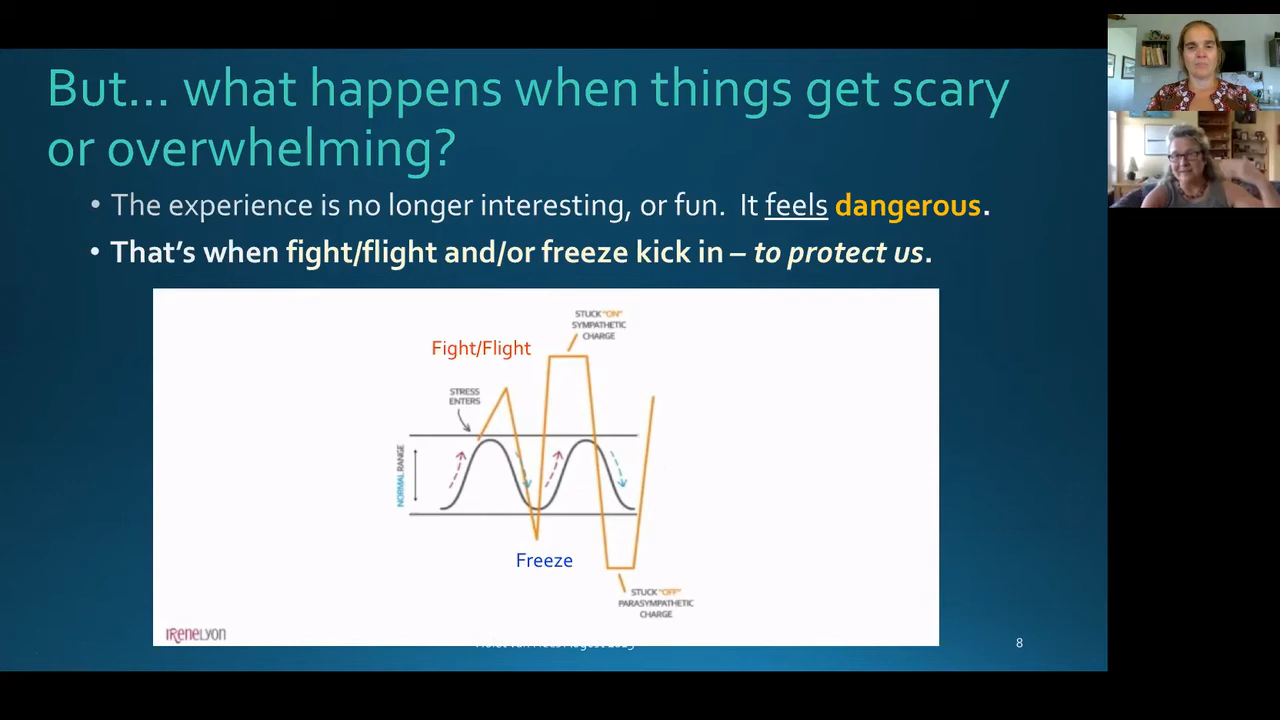 But... what happens when things get scary
or overwhelming?
• The experience is no longer interesting, or fun. It feels dangerous.
• That's when fight/flight and/or freeze kick in – to protect us.
STUCK "ON"
SYMPATHETIC
CHARGE
Fight/Flight
STRESS
ENTERS
NORMAL RANGE
Freeze
STUCK "OFF"
PARASYMPATHETIC
CHARGE
IRENELYON
8